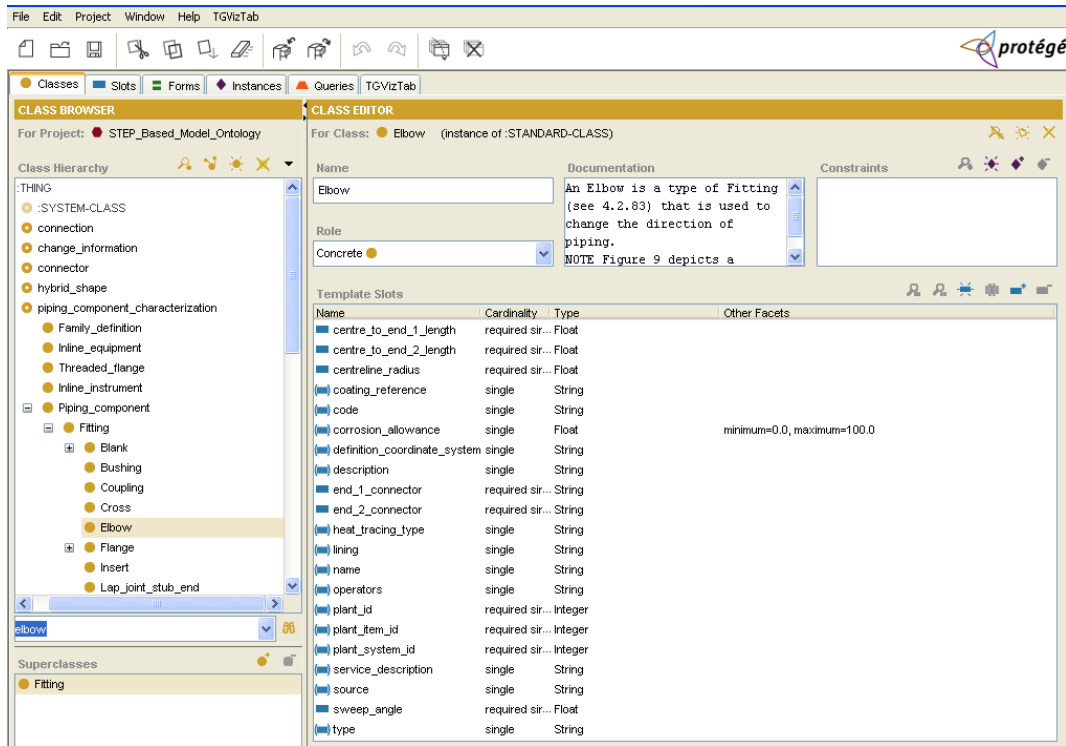 File Edit Project Window Help TGVizTab
protégé
Classes Slots Forms Instances Queries TGVizTab
CLASS BROWSER
For Project: STEP_Based_Model_Ontology
Class Hierarchy
:THING
:SYSTEM-CLASS
connection
change_information
connector
hybrid_shape
piping_component_characterization
Family_definition
Inline_equipment
Threaded_flange
Inline_instrument
Piping_component
Fitting
Blank
Bushing
Coupling
Cross
Elbow
Flange
Insert
Lap_joint_stub_end
elbow
Superclasses
Fitting
CLASS EDITOR
For Class: Elbow (instance of :STANDARD-CLASS)
Name
Elbow
Role
Concrete
Documentation
An Elbow is a type of Fitting
(see 4.2.83) that is used to
change the direction of
piping.
NOTE Figure 9 depicts a
Constraints
Template Slots
Name Cardinality Type Other Facets
centre_to_end_1_length required sir... Float
centre_to_end_2_length required sir... Float
centreline_radius required sir... Float
coating_reference single String
code single String
corrosion_allowance single Float minimum=0.0, maximum=100.0
definition_coordinate_system single String
description single String
end_1_connector required sir... String
end_2_connector required sir... String
heat_tracing_type single String
lining single String
name single String
operators single String
plant_id required sir... Integer
plant_item_id required sir... Integer
plant_system_id required sir... Integer
service_description single String
source single String
sweep_angle required sir... Float
type single String